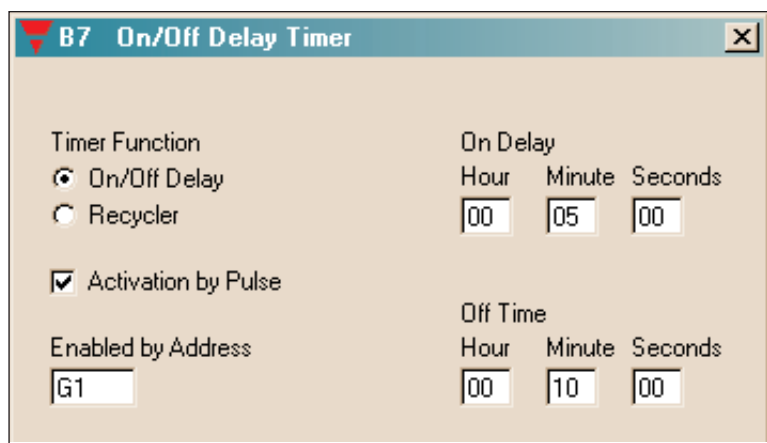 B7 On/Off Delay Timer
Timer Function
On/Off Delay
Recycler
Activation by Pulse
Enabled by Address
G1
On Delay
Hour Minute Seconds
00 05 00
Off Time
Hour Minute Seconds
00 10 00